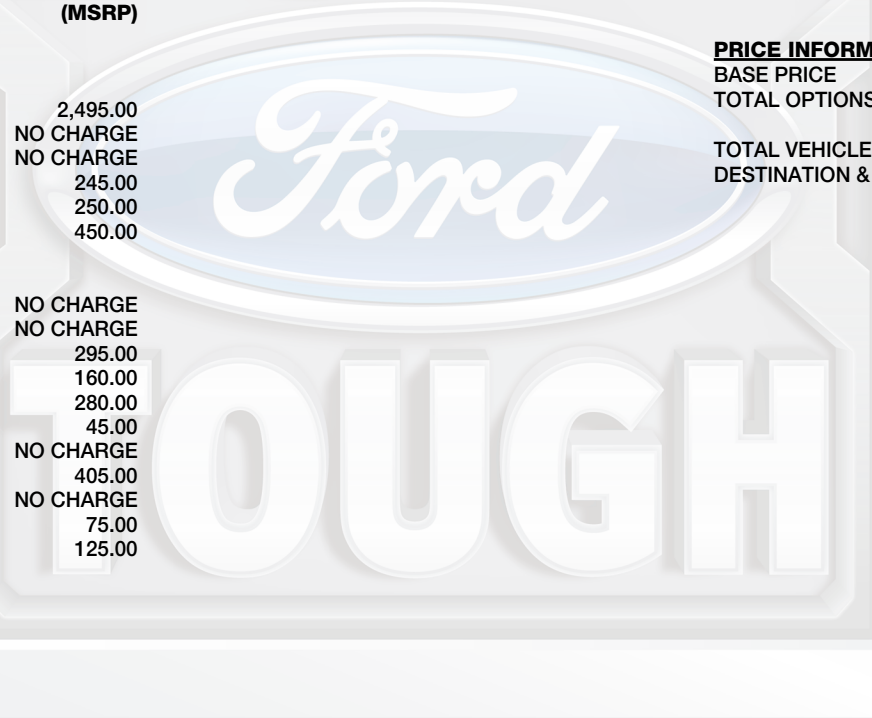 (MSRP)
2,495.00
NO CHARGE
NO CHARGE
245.00
250.00
450.00
NO CHARGE
NO CHARGE
295.00
160.00
280.00
45.00
NO CHARGE
405.00
NO CHARGE
75.00
125.00
PRICE INFORM
BASE PRICE
TOTAL OPTIONS
TOTAL VEHICLE
DESTINATION &
Ford
TOUGH